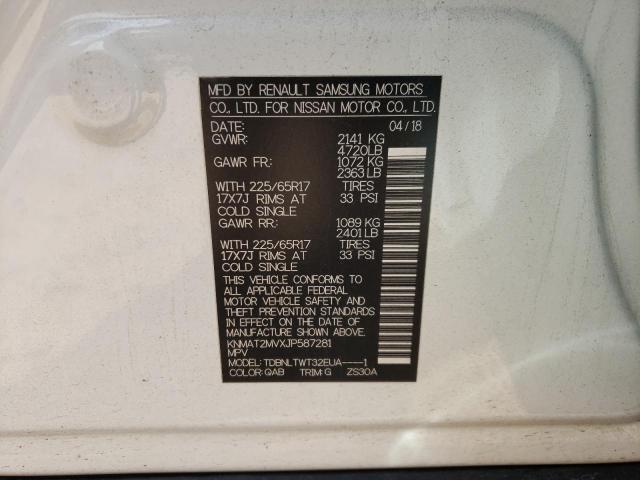 MFD BY RENAULT SAMSUNG MOTORS
CO., LTD. FOR NISSAN MOTOR CO., LTD.
DATE: 04/18
GVWR: 2141 KG
4720LB
GAWR FR: 1072 KG
2363LB
WITH 225/65R17 TIRES
17X7J RIMS AT 33 PSI
COLD SINGLE
GAWR RR: 1089 KG
2401LB
WITH 225/65R17 TIRES
17X7J RIMS AT 33 PSI
COLD SINGLE
THIS VEHICLE CONFORMS TO
ALL APPLICABLE FEDERAL
MOTOR VEHICLE SAFETY AND
THEFT PREVENTION STANDARDS
IN EFFECT ON THE DATE OF
MANUFACTURE SHOWN ABOVE.
KNMAT2MVXJP587281
MPV
MODEL: TDBNLTWT32EUA----1
COLOR: QAB TRIM: G ZS30A